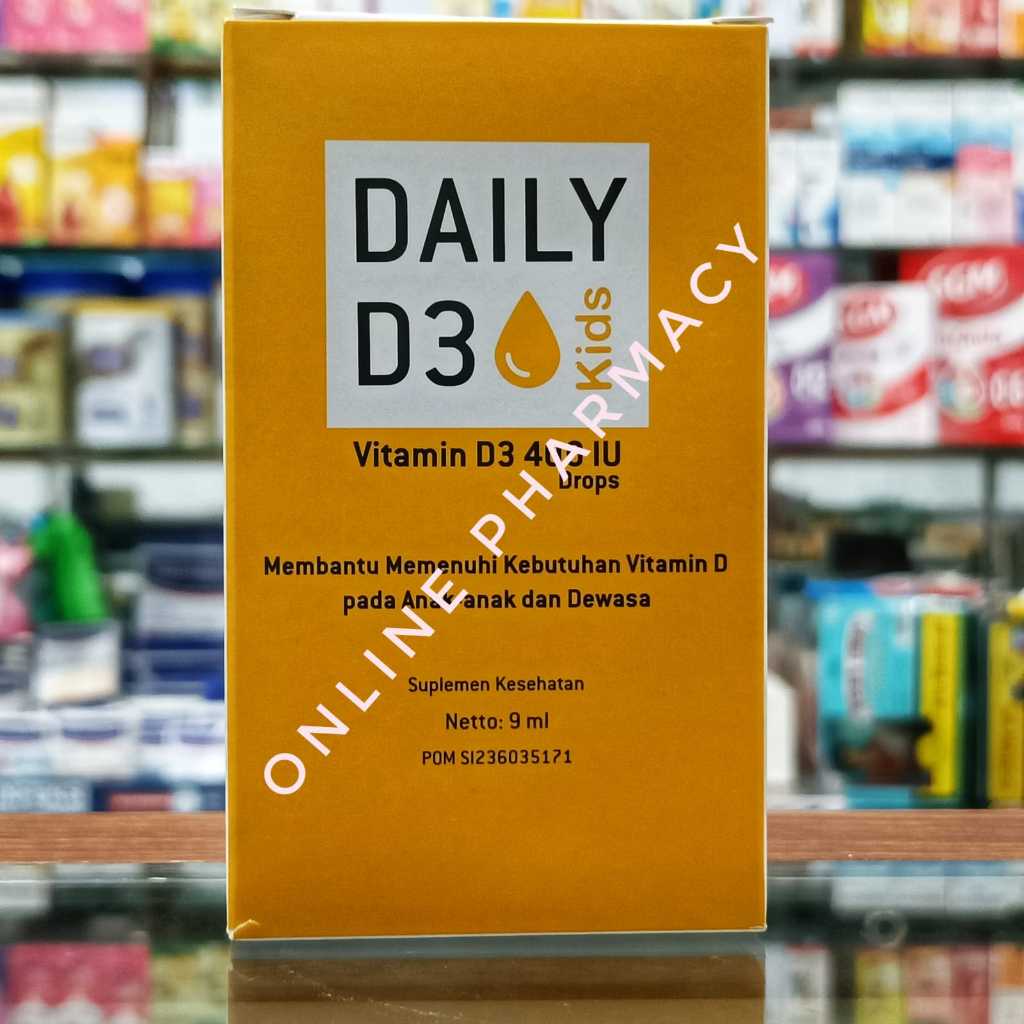 DAILY
D3
Kids
Vitamin D3 400 IU
Drops
Membantu Memenuhi Kebutuhan Vitamin D
pada Anak-anak dan Dewasa
Suplemen Kesehatan
Netto: 9 ml
POM SI236035171
ONLINE PHARMACY
SGM